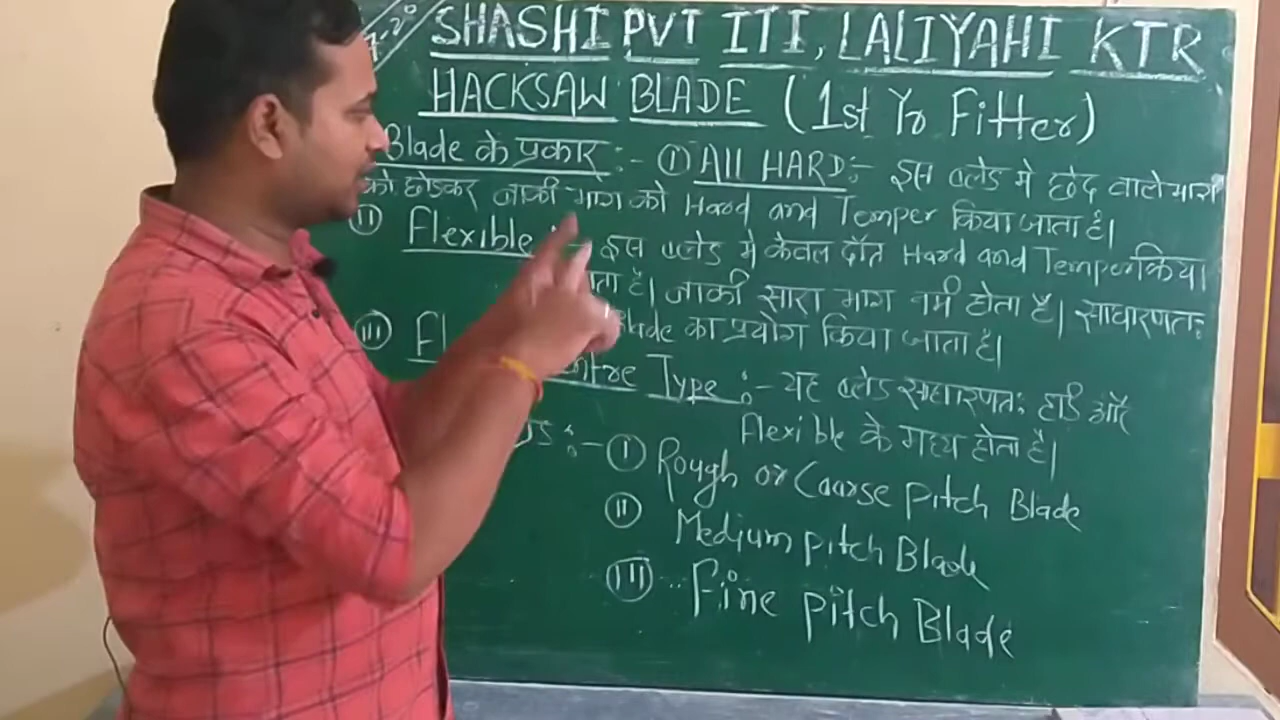 SHASHI PVT ITI, LALIYAHI KTR
HACKSAW BLADE (1st Yr Fitter)
Blade के प्रकार :- (I) All HARD :- इस ब्लेड मे छेद वाले भाग
को छोडकर बाकी भाग को Hard and Temper किया जाता है।
(II) Flexible :- इस ब्लेड मे केवल दाँत Hard and Temper किया
ता है। बाकी सारा भाग नर्म होता है। साधारणतः
Blade का प्रयोग किया जाता है।
(III) Fl Type :- यह ब्लेड साधारणतः हार्ड और
flexible के मध्य होता है।
:- (I) Rough or Coarse Pitch Blade
(II) Medium pitch Blade
(III) Fine pitch Blade